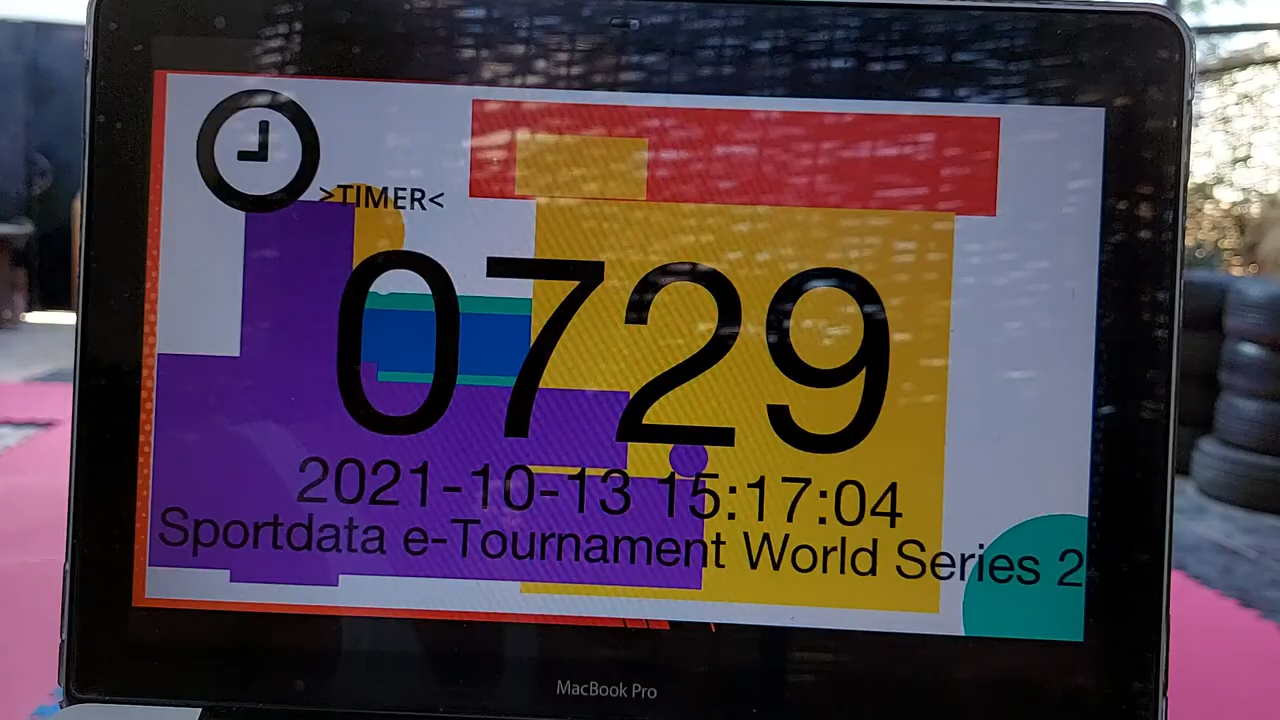 >TIMER<
0729
2021-10-13 15:17:04
Sportdata e-Tournament World Series 2
MacBook Pro